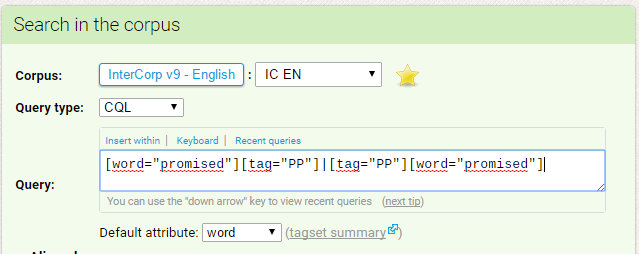 Search in the corpus
Corpus: InterCorp v9 - English : IC EN
Query type: CQL
Insert within | Keyboard | Recent queries
Query: [word="promised"][tag="PP"]|[tag="PP"][word="promised"]
You can use the "down arrow" key to view recent queries (next tip)
Default attribute: word (tagset summary)